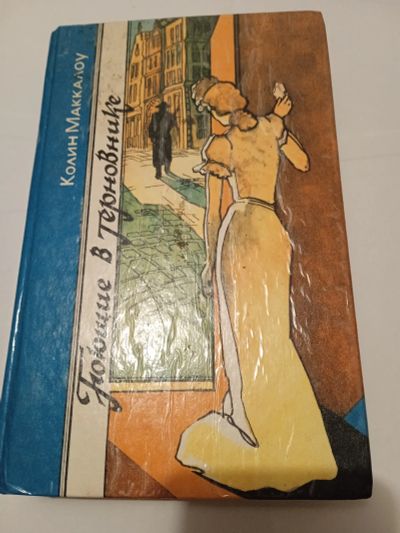 Колин Маккалоу
Поющие в терновнике